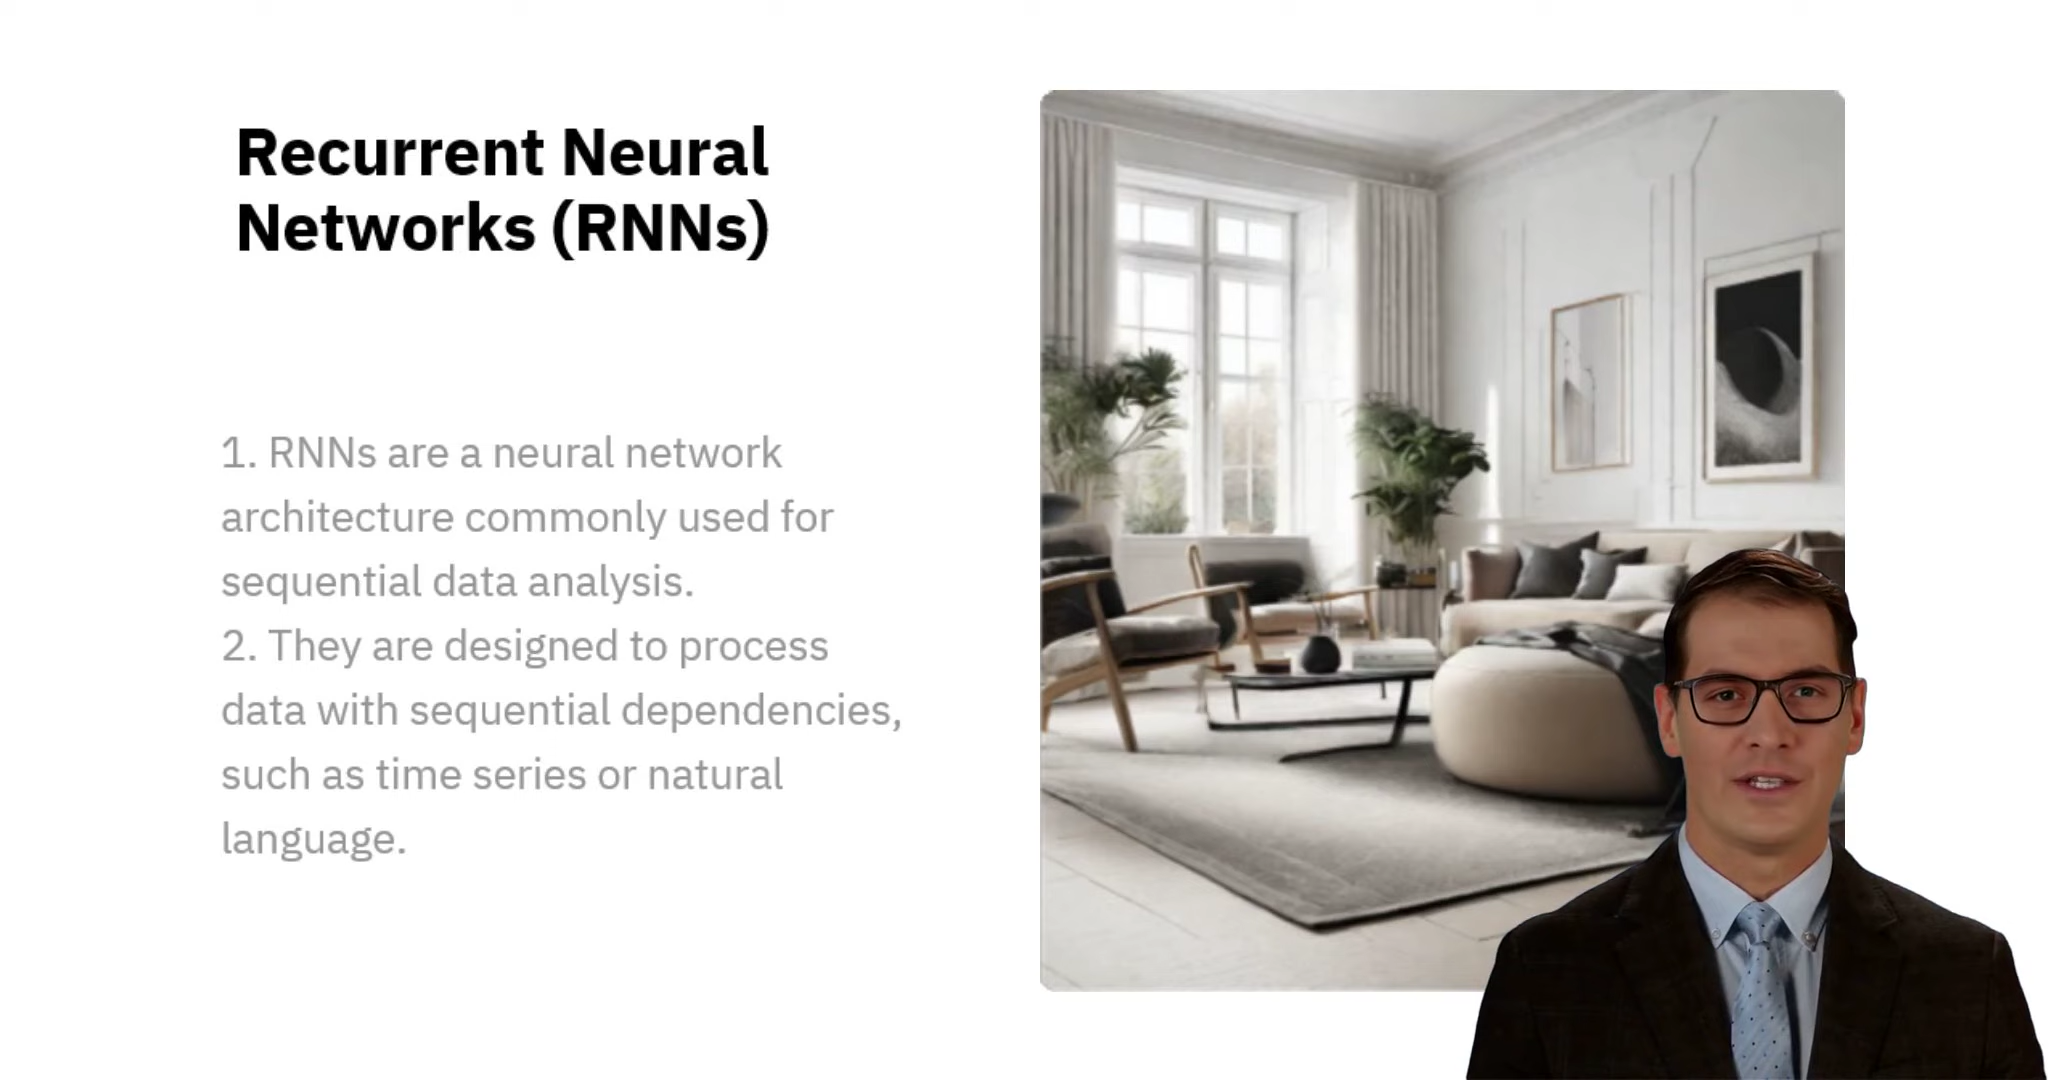 Recurrent Neural
Networks (RNNs)
1. RNNs are a neural network
architecture commonly used for
sequential data analysis.
2. They are designed to process
data with sequential dependencies,
such as time series or natural
language.